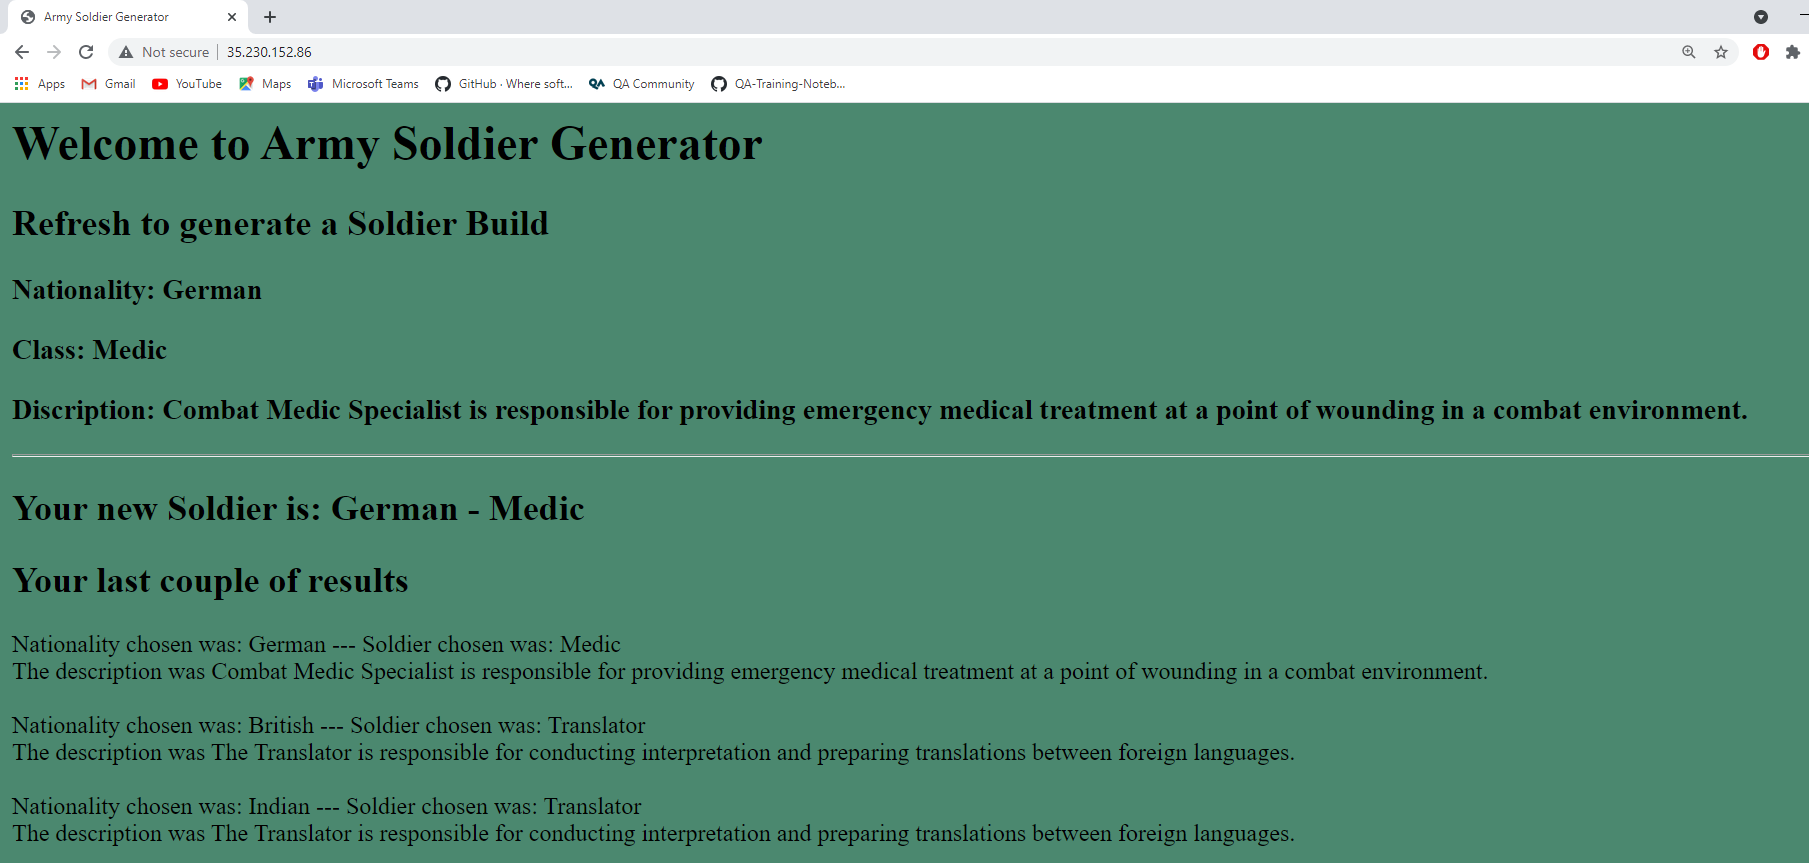 Army Soldier Generator
Not secure
35.230.152.86
Apps
Gmail
YouTube
Maps
Microsoft Teams
GitHub · Where soft...
QA Community
QA-Training-Noteb...
Welcome to Army Soldier Generator
Refresh to generate a Soldier Build
Nationality: German
Class: Medic
Discription: Combat Medic Specialist is responsible for providing emergency medical treatment at a point of wounding in a combat environment.
Your new Soldier is: German - Medic
Your last couple of results
Nationality chosen was: German --- Soldier chosen was: Medic
The description was Combat Medic Specialist is responsible for providing emergency medical treatment at a point of wounding in a combat environment.
Nationality chosen was: British --- Soldier chosen was: Translator
The description was The Translator is responsible for conducting interpretation and preparing translations between foreign languages.
Nationality chosen was: Indian --- Soldier chosen was: Translator
The description was The Translator is responsible for conducting interpretation and preparing translations between foreign languages.